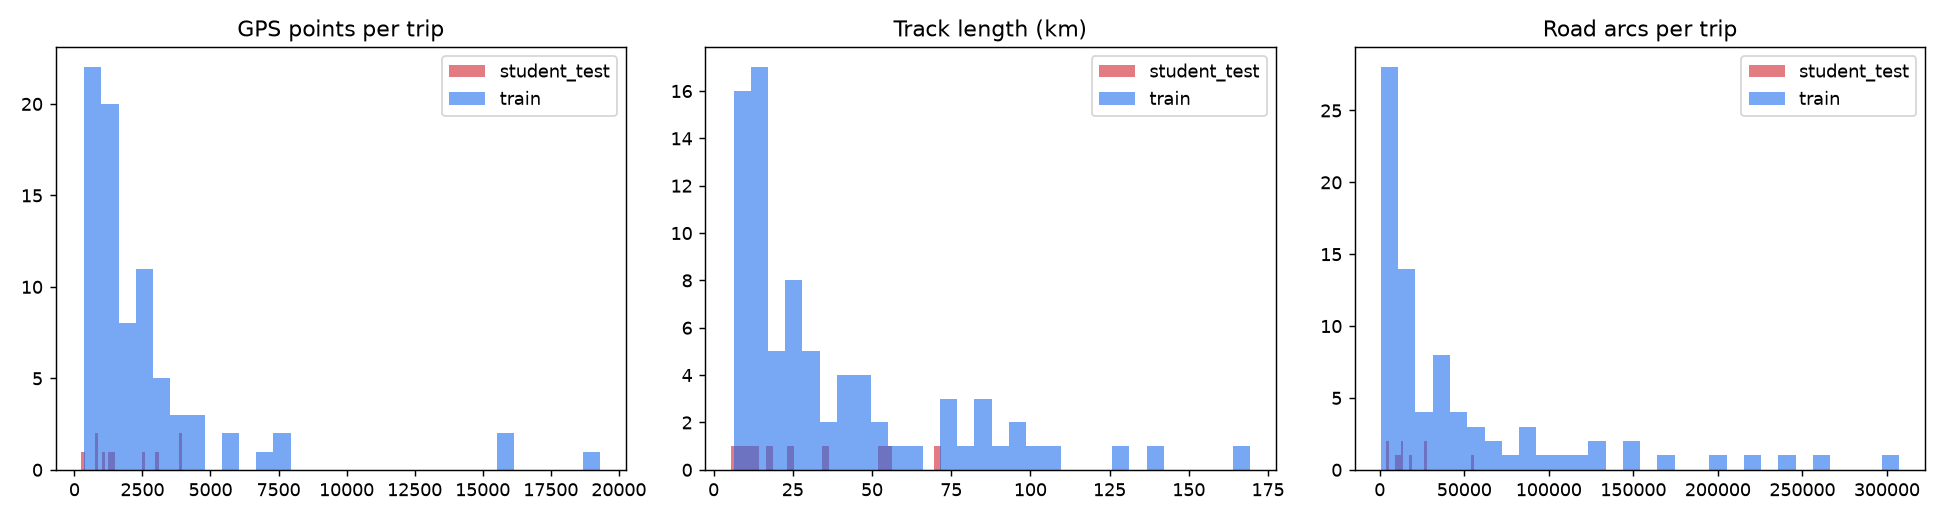 GPS points per trip
student_test
train
20
15
10
5
0
0 2500 5000 7500 10000 12500 15000 17500 20000
Track length (km)
student_test
train
16
14
12
10
8
6
4
2
0
0 25 50 75 100 125 150 175
Road arcs per trip
student_test
train
25
20
15
10
5
0
0 50000 100000 150000 200000 250000 300000